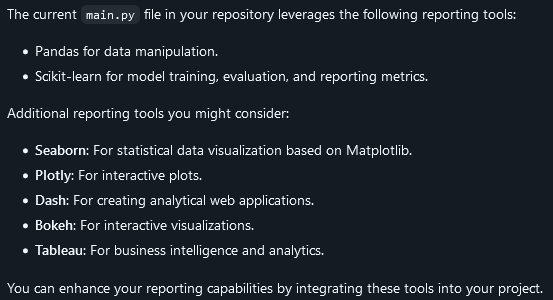 The current main.py file in your repository leverages the following reporting tools:
• Pandas for data manipulation.
• Scikit-learn for model training, evaluation, and reporting metrics.
Additional reporting tools you might consider:
• Seaborn: For statistical data visualization based on Matplotlib.
• Plotly: For interactive plots.
• Dash: For creating analytical web applications.
• Bokeh: For interactive visualizations.
• Tableau: For business intelligence and analytics.
You can enhance your reporting capabilities by integrating these tools into your project.